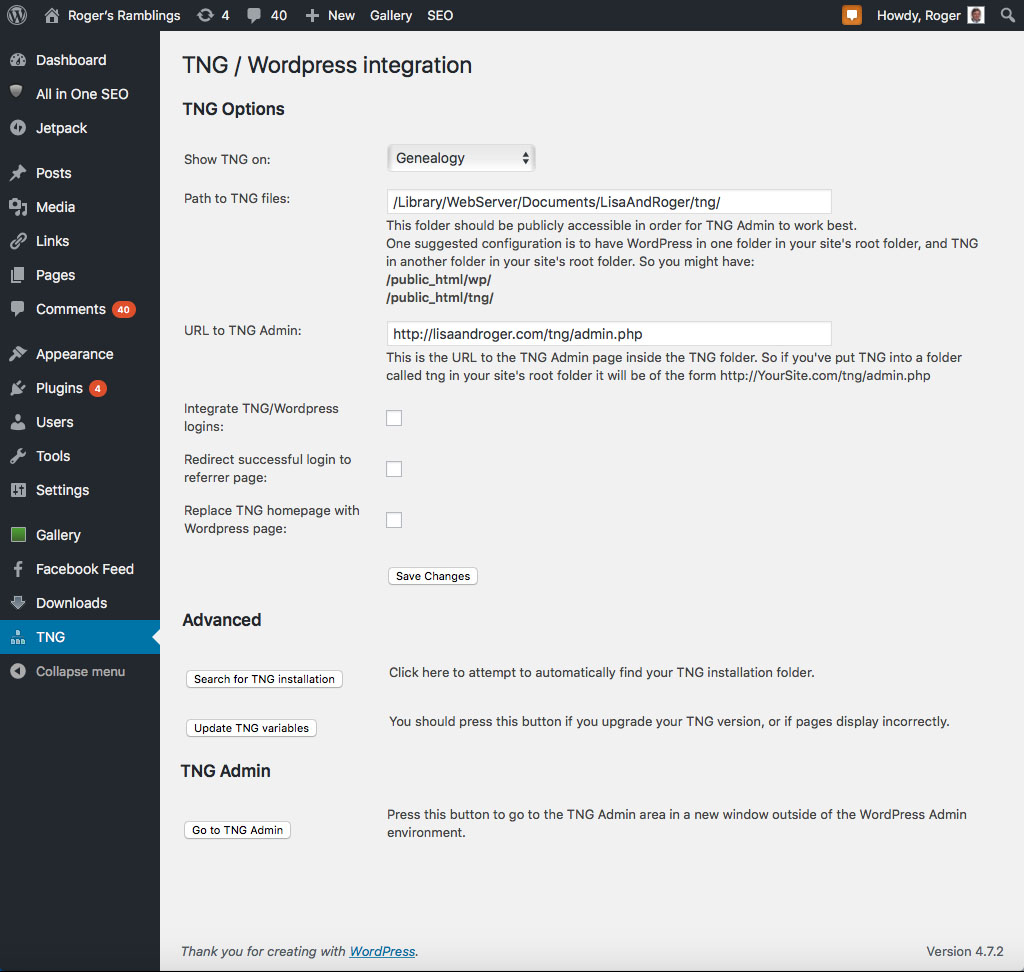 Roger's Ramblings 4 40 New Gallery SEO Howdy, Roger
Dashboard
All in One SEO
Jetpack
Posts
Media
Links
Pages
Comments 40
Appearance
Plugins 4
Users
Tools
Settings
Gallery
Facebook Feed
Downloads
TNG
Collapse menu
TNG / Wordpress integration
TNG Options
Show TNG on: Genealogy
Path to TNG files: /Library/WebServer/Documents/LisaAndRoger/tng/
This folder should be publicly accessible in order for TNG Admin to work best.
One suggested configuration is to have WordPress in one folder in your site's root folder, and TNG
in another folder in your site's root folder. So you might have:
/public_html/wp/
/public_html/tng/
URL to TNG Admin: http://lisaandroger.com/tng/admin.php
This is the URL to the TNG Admin page inside the TNG folder. So if you've put TNG into a folder
called tng in your site's root folder it will be of the form http://YourSite.com/tng/admin.php
Integrate TNG/Wordpress
logins:
Redirect successful login to
referrer page:
Replace TNG homepage with
Wordpress page:
Save Changes
Advanced
Search for TNG installation Click here to attempt to automatically find your TNG installation folder.
Update TNG variables You should press this button if you upgrade your TNG version, or if pages display incorrectly.
TNG Admin
Go to TNG Admin Press this button to go to the TNG Admin area in a new window outside of the WordPress Admin
environment.
Thank you for creating with WordPress. Version 4.7.2